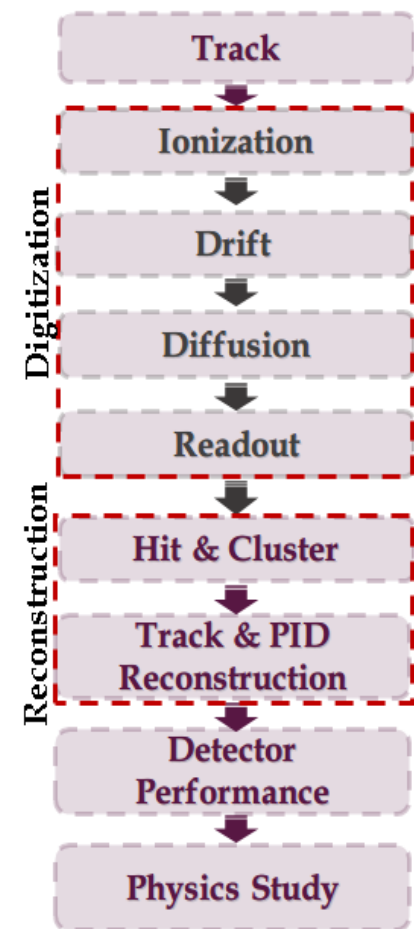 Track
Digitization
Ionization
Drift
Diffusion
Readout
Reconstruction
Hit & Cluster
Track & PID
Reconstruction
Detector
Performance
Physics Study